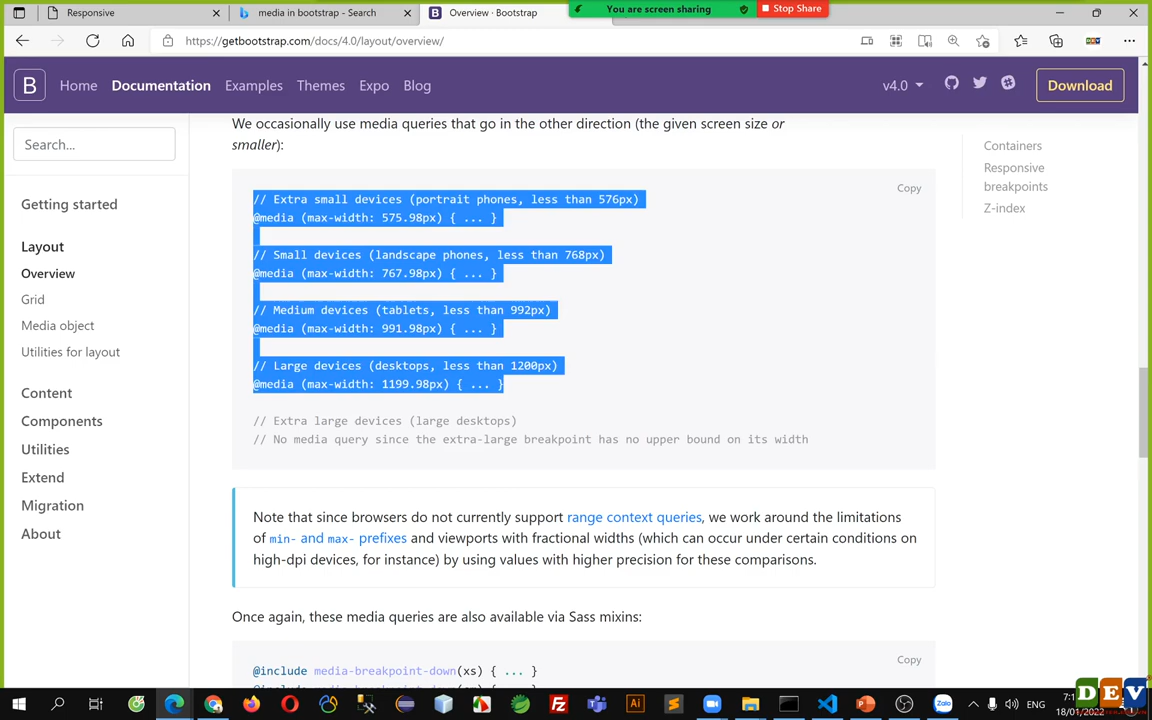 Responsive
media in bootstrap - Search
B
Overview · Bootstrap
You are screen sharing
Stop Share
https://getbootstrap.com/docs/4.0/layout/overview/
B
Home
Documentation
Examples
Themes
Expo
Blog
v4.0
Download
Search...
Getting started
Layout
Overview
Grid
Media object
Utilities for layout
Content
Components
Utilities
Extend
Migration
About
We occasionally use media queries that go in the other direction (the given screen size or
smaller):
Copy
// Extra small devices (portrait phones, less than 576px)
@media (max-width: 575.98px) { ... }
// Small devices (landscape phones, less than 768px)
@media (max-width: 767.98px) { ... }
// Medium devices (tablets, less than 992px)
@media (max-width: 991.98px) { ... }
// Large devices (desktops, less than 1200px)
@media (max-width: 1199.98px) { ... }
// Extra large devices (large desktops)
// No media query since the extra-large breakpoint has no upper bound on its width
Note that since browsers do not currently support range context queries, we work around the limitations
of min- and max- prefixes and viewports with fractional widths (which can occur under certain conditions on
high-dpi devices, for instance) by using values with higher precision for these comparisons.
Once again, these media queries are also available via Sass mixins:
Copy
@include media-breakpoint-down(xs) { ... }
Containers
Responsive
breakpoints
Z-index
Ai
Zalo
ENG
18/01/2022
DEV